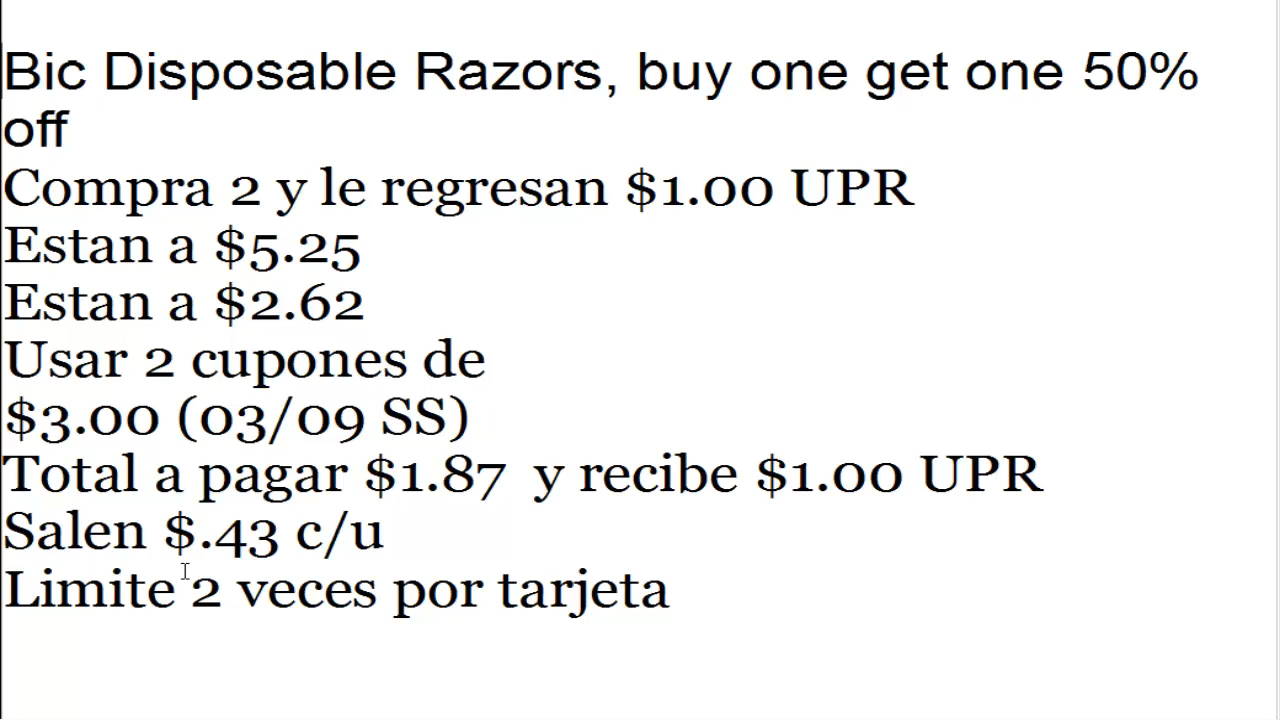 Bic Disposable Razors, buy one get one 50%
off
Compra 2 y le regresan $1.00 UPR
Estan a $5.25
Estan a $2.62
Usar 2 cupones de
$3.00 (03/09 SS)
Total a pagar $1.87 y recibe $1.00 UPR
Salen $.43 c/u
Limite 2 veces por tarjeta